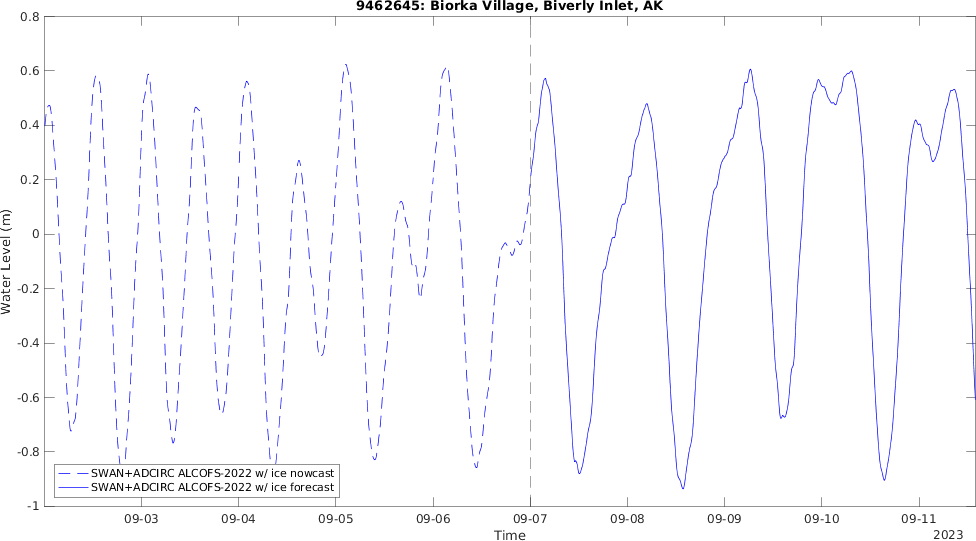 9462645: Biorka Village, Biverly Inlet, AK
0.8
0.6
0.4
0.2
0
-0.2
-0.4
-0.6
-0.8
-1
Water Level (m)
SWAN+ADCIRC ALCOFS-2022 w/ ice nowcast
SWAN+ADCIRC ALCOFS-2022 w/ ice forecast
09-03 09-04 09-05 09-06 09-07 09-08 09-09 09-10 09-11
Time
2023